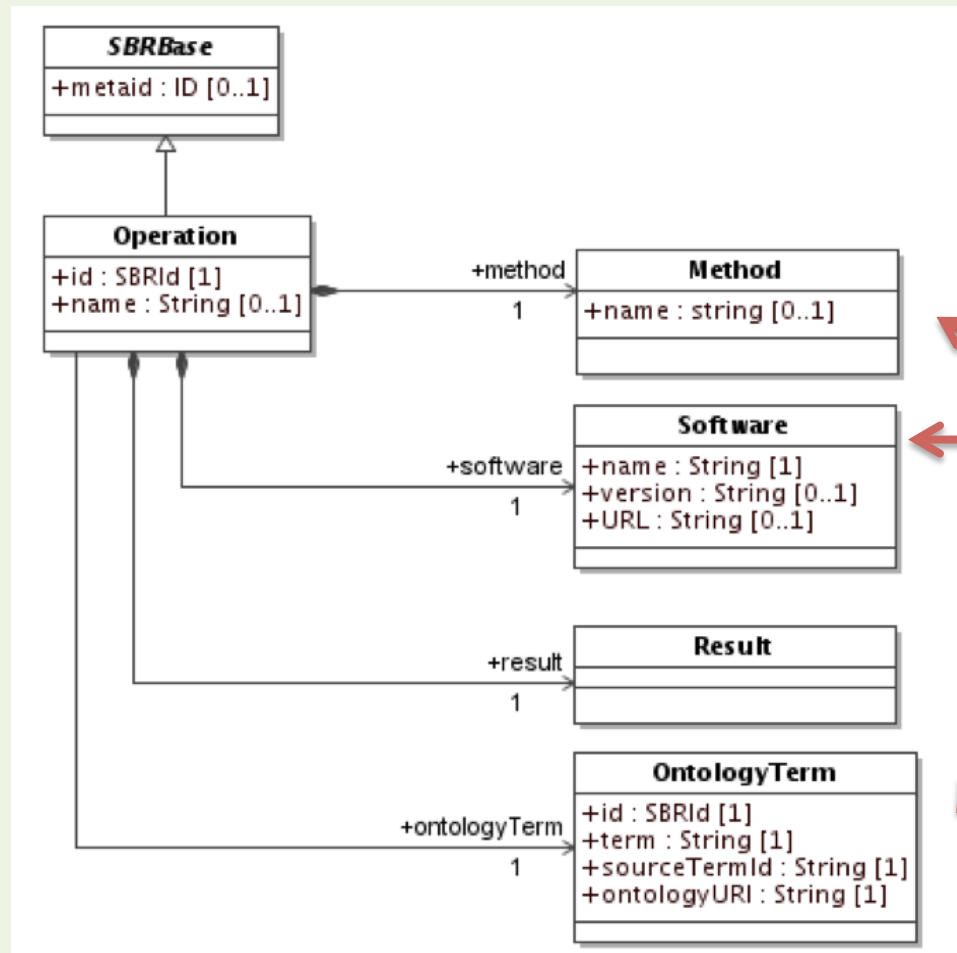 SBRBase
+metaid : ID [0..1]
Operation
+id : SBRId [1]
+name : String [0..1]
+method
1
Method
+name : string [0..1]
+software
1
Software
+name : String [1]
+version : String [0..1]
+URL : String [0..1]
+result
1
Result
+ontologyTerm
1
OntologyTerm
+id : SBRId [1]
+term : String [1]
+sourceTermId : String [1]
+ontologyURI : String [1]